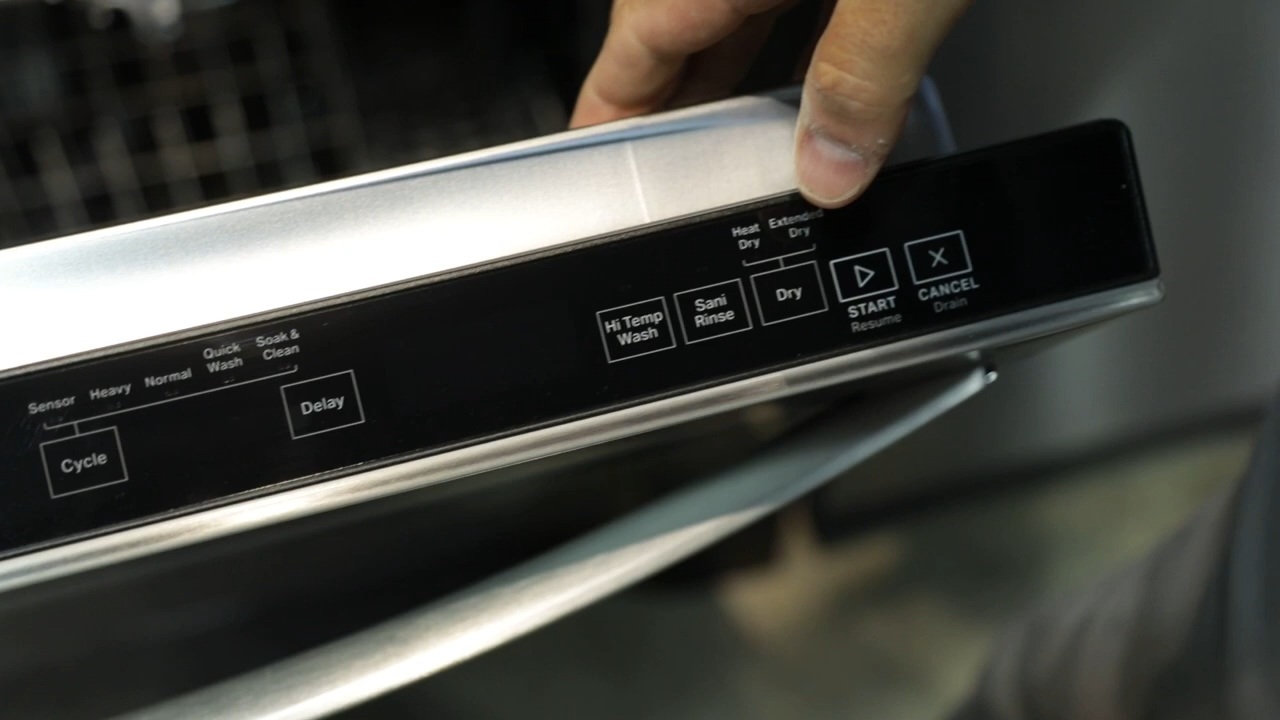 Sensor
Heavy
Normal
Quick
Wash
Soak &
Clean
Cycle
Delay
Hi Temp
Wash
Sani
Rinse
Heat
Dry
Extended
Dry
Dry
START
Resume
CANCEL
Drain